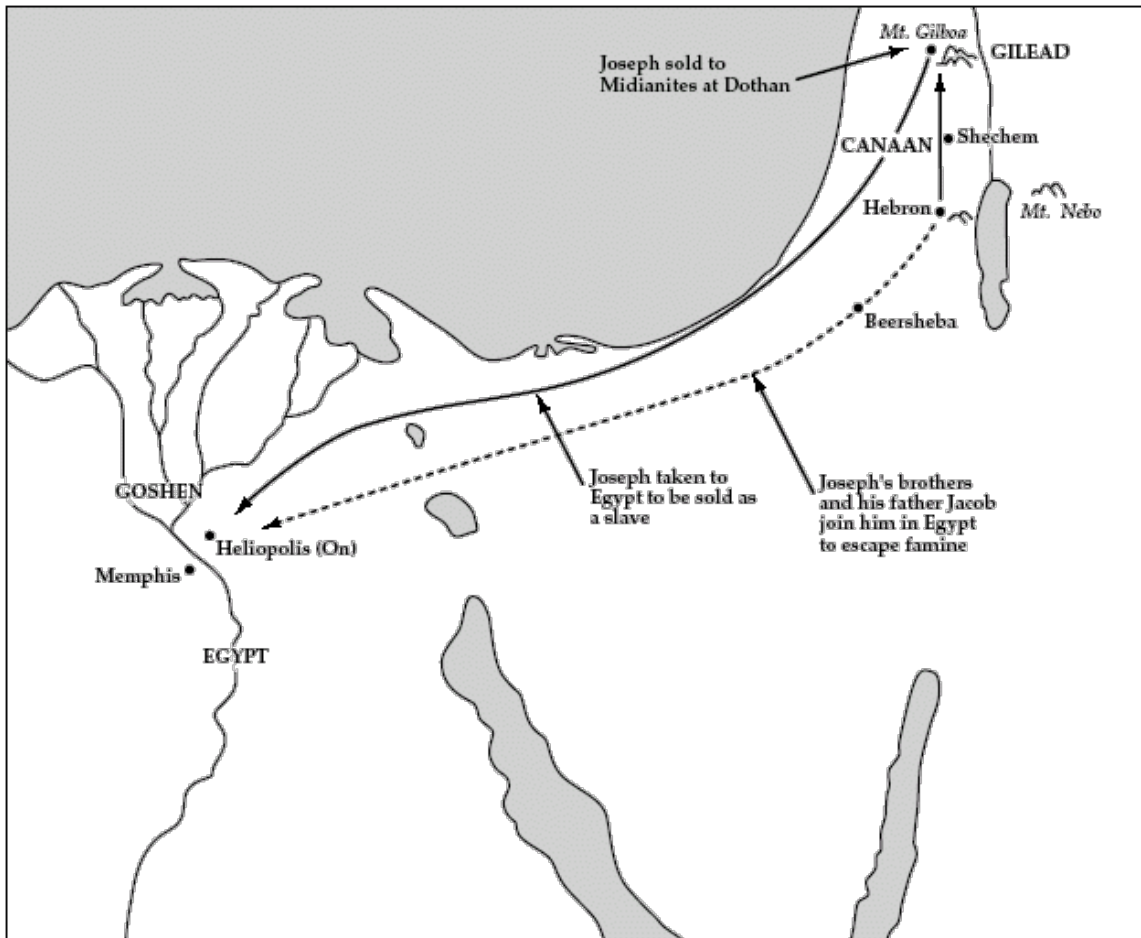 Mt. Gilboa
GILEAD
Joseph sold to
Midianites at Dothan
CANAAN
Shechem
Hebron
Mt. Nebo
Beersheba
GOSHEN
Joseph taken to
Egypt to be sold as
a slave
Joseph's brothers
and his father Jacob
join him in Egypt
to escape famine
Heliopolis (On)
Memphis
EGYPT